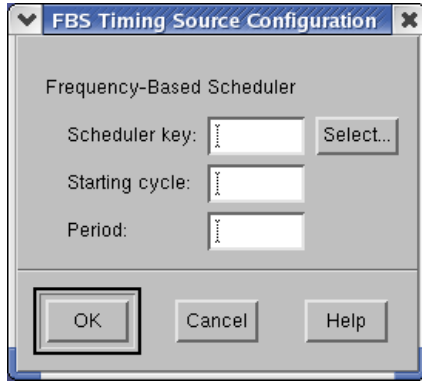 FBS Timing Source Configuration
Frequency-Based Scheduler
Scheduler key: Select...
Starting cycle:
Period:
OK Cancel Help